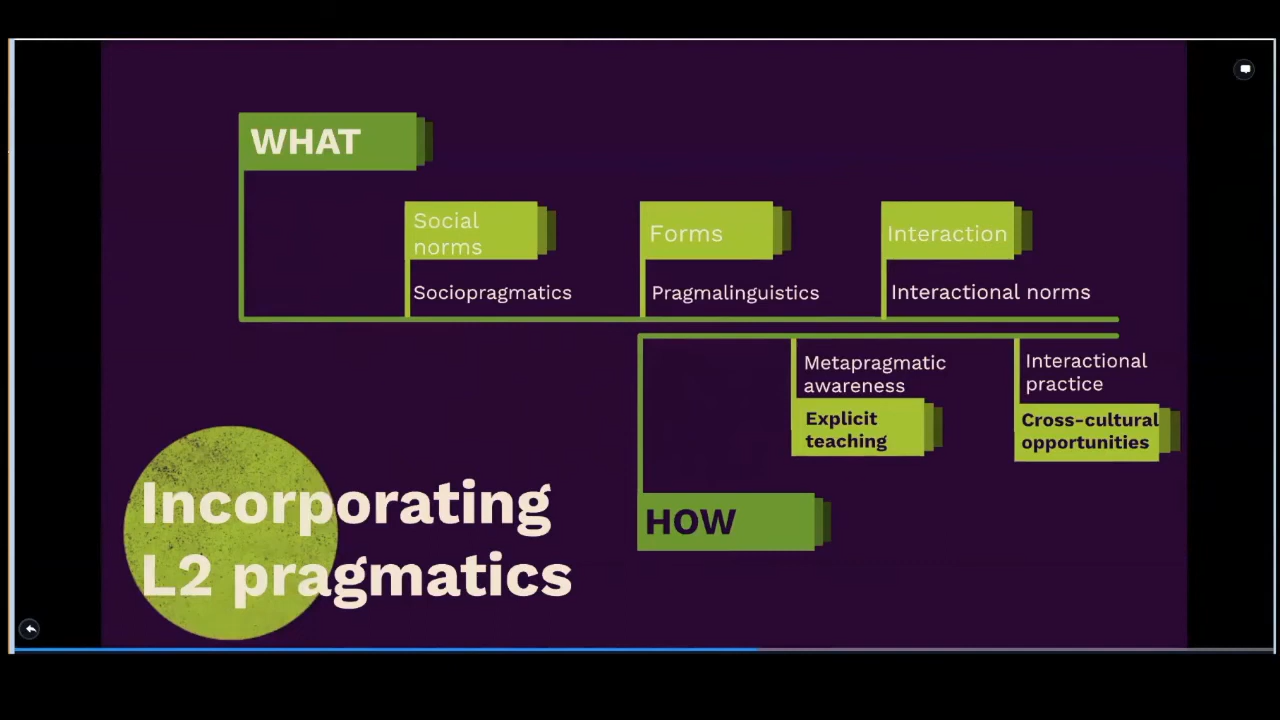 WHAT
Social
norms
Forms
Interaction
Sociopragmatics
Pragmalinguistics
Interactional norms
Metapragmatic
awareness
Explicit
teaching
Interactional
practice
Cross-cultural
opportunities
HOW
Incorporating
L2 pragmatics